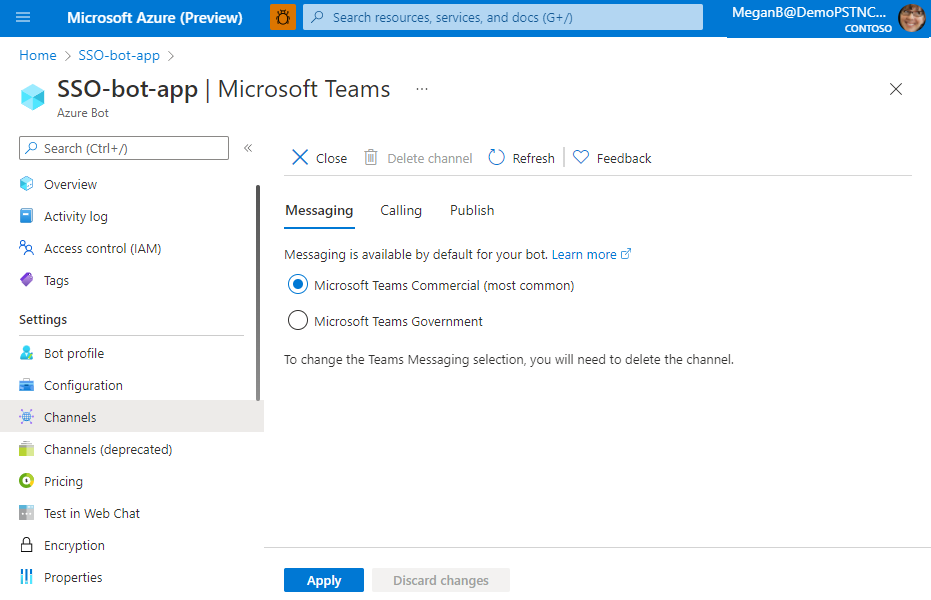 Microsoft Azure (Preview)
Search resources, services, and docs (G+/)
MeganB@DemoPSTNC...
CONTOSO
Home > SSO-bot-app >
SSO-bot-app | Microsoft Teams ...
Azure Bot
Search (Ctrl+/) «
Close Delete channel Refresh Feedback
Overview
Activity log
Access control (IAM)
Tags
Settings
Bot profile
Configuration
Channels
Channels (deprecated)
Pricing
Test in Web Chat
Encryption
Properties
Messaging Calling Publish
Messaging is available by default for your bot. Learn more
Microsoft Teams Commercial (most common)
Microsoft Teams Government
To change the Teams Messaging selection, you will need to delete the channel.
Apply Discard changes